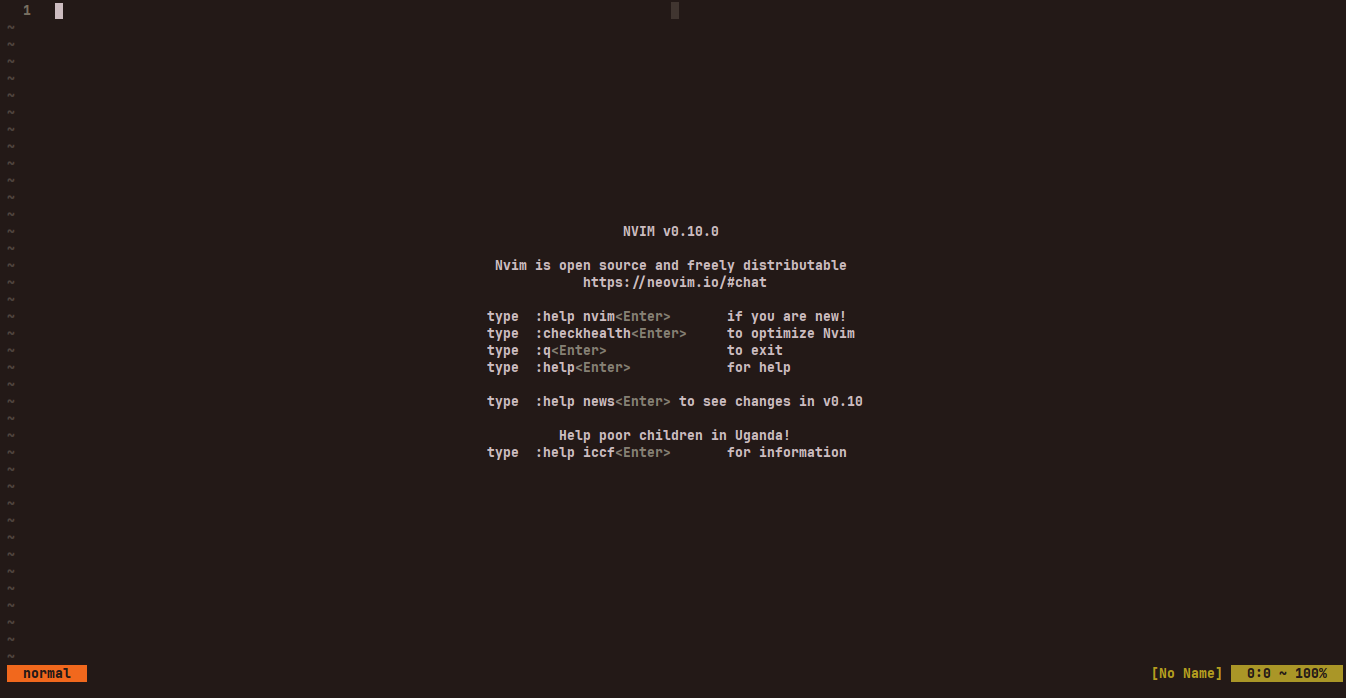 1
~
~
~
~
~
~
~
~
~
~
~
~
~ NVIM v0.10.0
~
~ Nvim is open source and freely distributable
~ https://neovim.io/#chat
~
~ type :help nvim<Enter> if you are new!
~ type :checkhealth<Enter> to optimize Nvim
~ type :q<Enter> to exit
~ type :help<Enter> for help
~
~ type :help news<Enter> to see changes in v0.10
~
~ Help poor children in Uganda!
~ type :help iccf<Enter> for information
~
~
~
~
~
~
~
~
~
~
~
~
normal [No Name] 0:0 ~ 100%